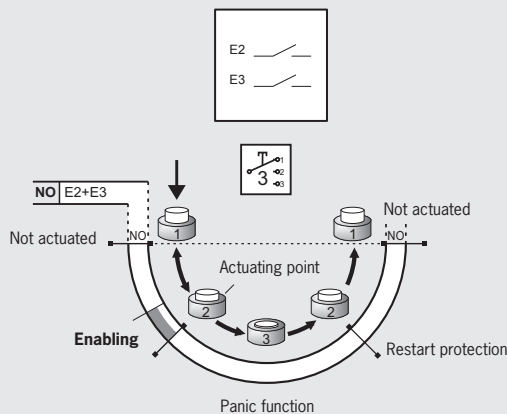 E2
E3
1
2
3
3
NO E2+E3
Not actuated
Not actuated
NO
NO
1
1
Actuating point
2
2
3
Enabling
Restart protection
Panic function